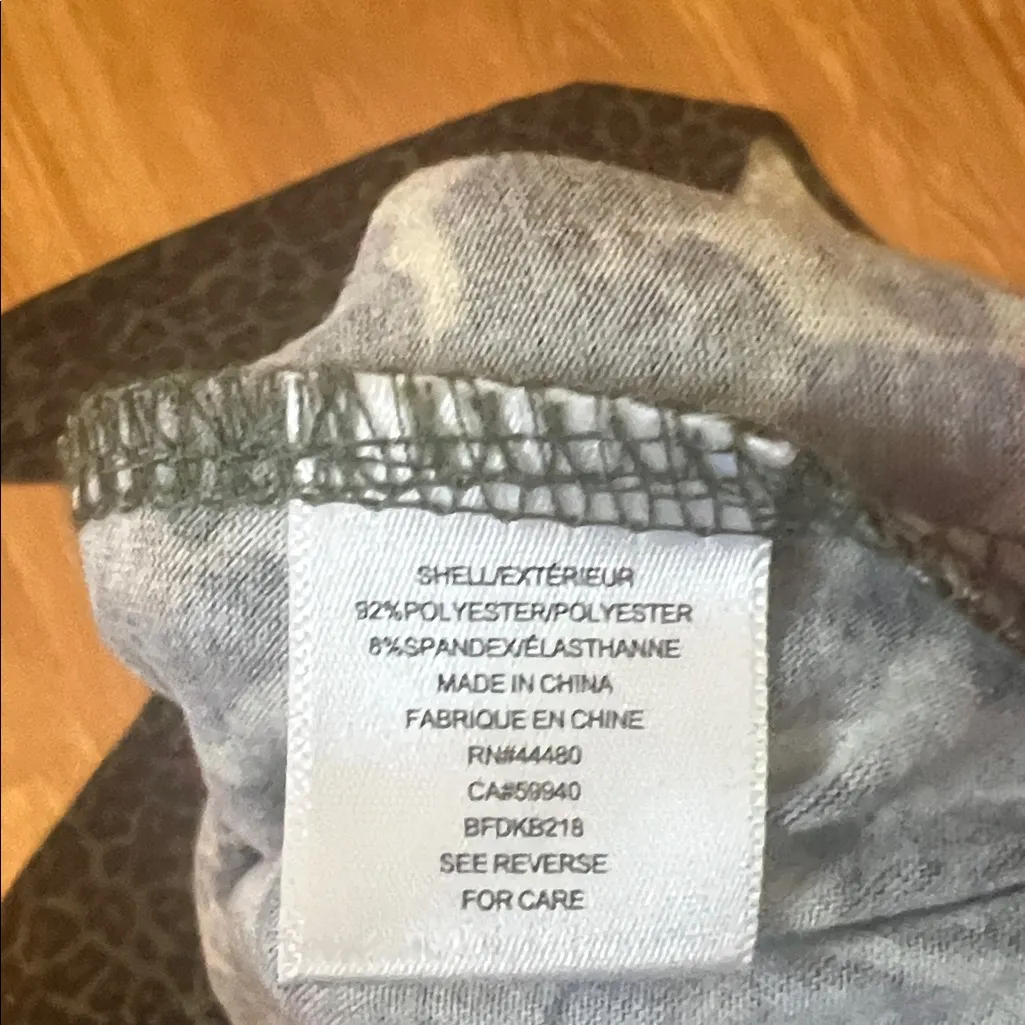 SHELL/EXTÉRIEUR
92%POLYESTER/POLYESTER
8%SPANDEX/ÉLASTHANNE
MADE IN CHINA
FABRIQUE EN CHINE
RN#44480
CA#59940
BFDKB218
SEE REVERSE
FOR CARE